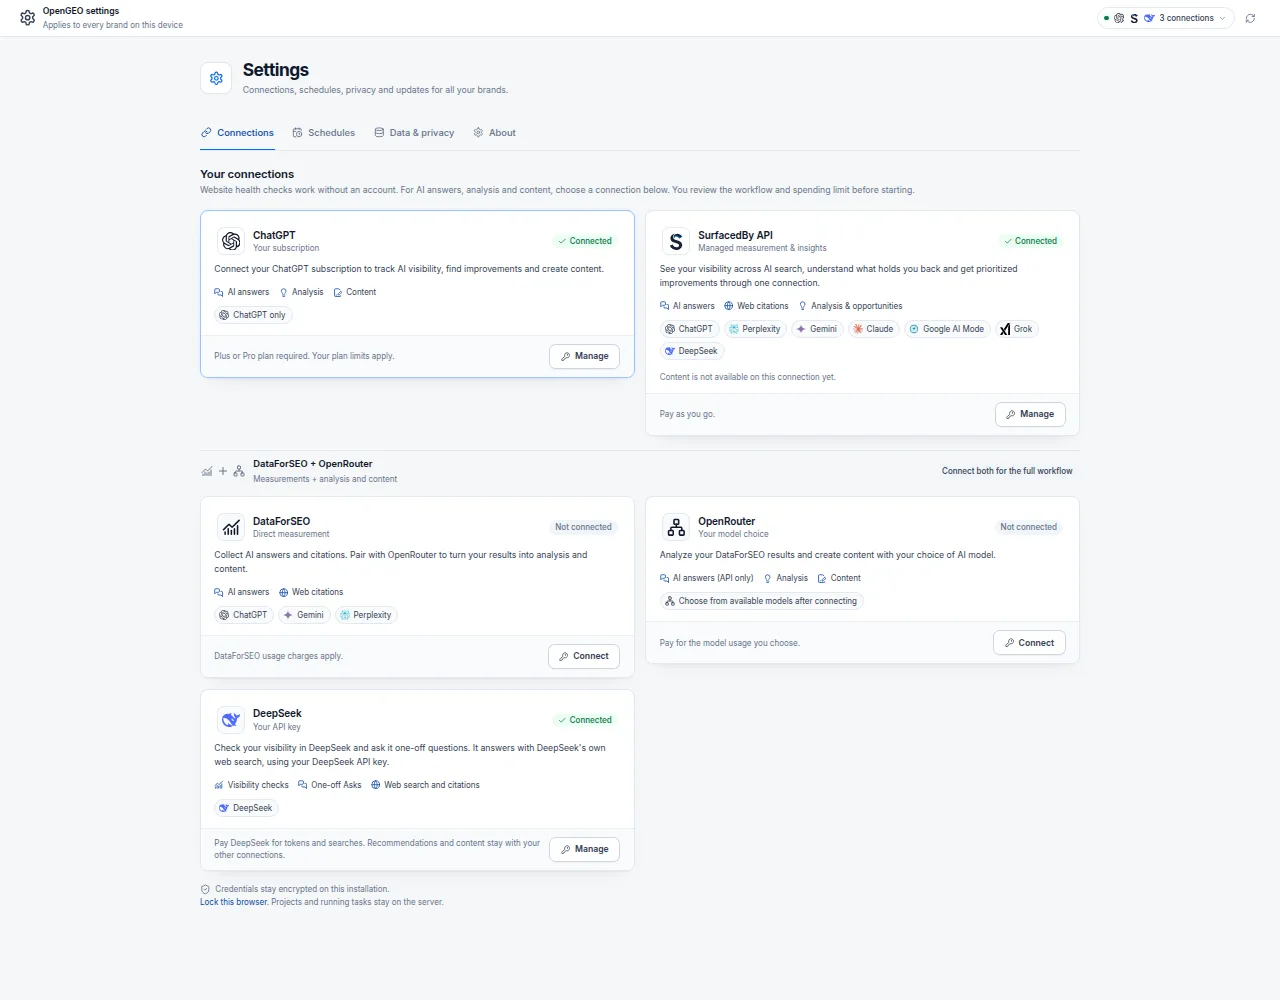 OpenGEO settings
Applies to every brand on this device
3 connections
Settings
Connections, schedules, privacy and updates for all your brands.
Connections
Schedules
Data & privacy
About
Your connections
Website health checks work without an account. For AI answers, analysis and content, choose a connection below. You review the workflow and spending limit before starting.
ChatGPT
Your subscription
Connected
Connect your ChatGPT subscription to track AI visibility, find improvements and create content.
AI answers
Analysis
Content
ChatGPT only
Plus or Pro plan required. Your plan limits apply.
Manage
SurfacedBy API
Managed measurement & insights
Connected
See your visibility across AI search, understand what holds you back and get prioritized
improvements through one connection.
AI answers
Web citations
Analysis & opportunities
ChatGPT
Perplexity
Gemini
Claude
Google AI Mode
Grok
DeepSeek
Content is not available on this connection yet.
Pay as you go.
Manage
DataForSEO + OpenRouter
Measurements + analysis and content
Connect both for the full workflow
DataForSEO
Direct measurement
Not connected
Collect AI answers and citations. Pair with OpenRouter to turn your results into analysis and
content.
AI answers
Web citations
ChatGPT
Gemini
Perplexity
DataForSEO usage charges apply.
Connect
OpenRouter
Your model choice
Not connected
Analyze your DataForSEO results and create content with your choice of AI model.
AI answers (API only)
Analysis
Content
Choose from available models after connecting
Pay for the model usage you choose.
Connect
DeepSeek
Your API key
Connected
Check your visibility in DeepSeek and ask it one-off questions. It answers with DeepSeek's own
web search, using your DeepSeek API key.
Visibility checks
One-off Asks
Web search and citations
DeepSeek
Pay DeepSeek for tokens and searches. Recommendations and content stay with your
other connections.
Manage
Credentials stay encrypted on this installation.
Lock this browser. Projects and running tasks stay on the server.